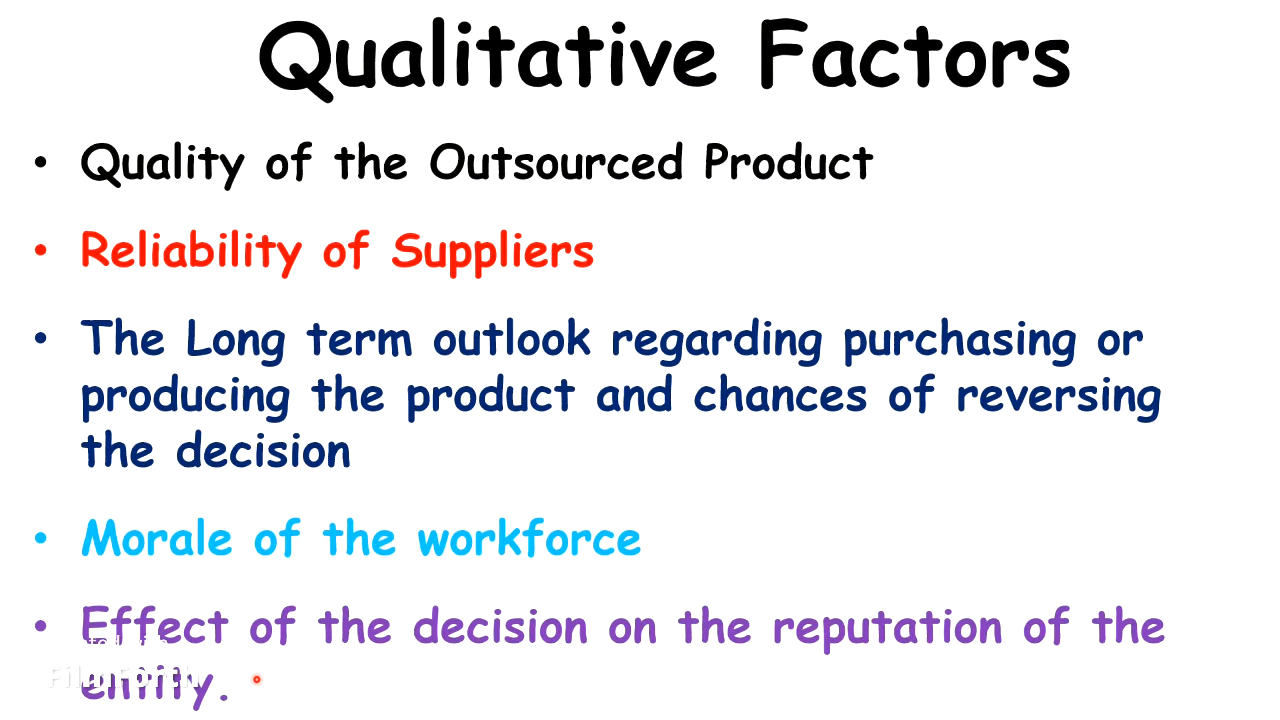 Qualitative Factors
• Quality of the Outsourced Product
• Reliability of Suppliers
• The Long term outlook regarding purchasing or
producing the product and chances of reversing
the decision
• Morale of the workforce
• Effect of the decision on the reputation of the
entity.
FilmForth